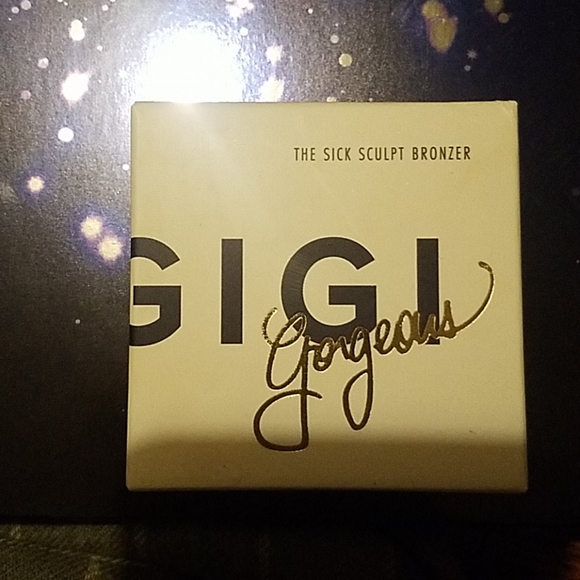 THE SICK SCULPT BRONZER
GIGI
Gorgeous